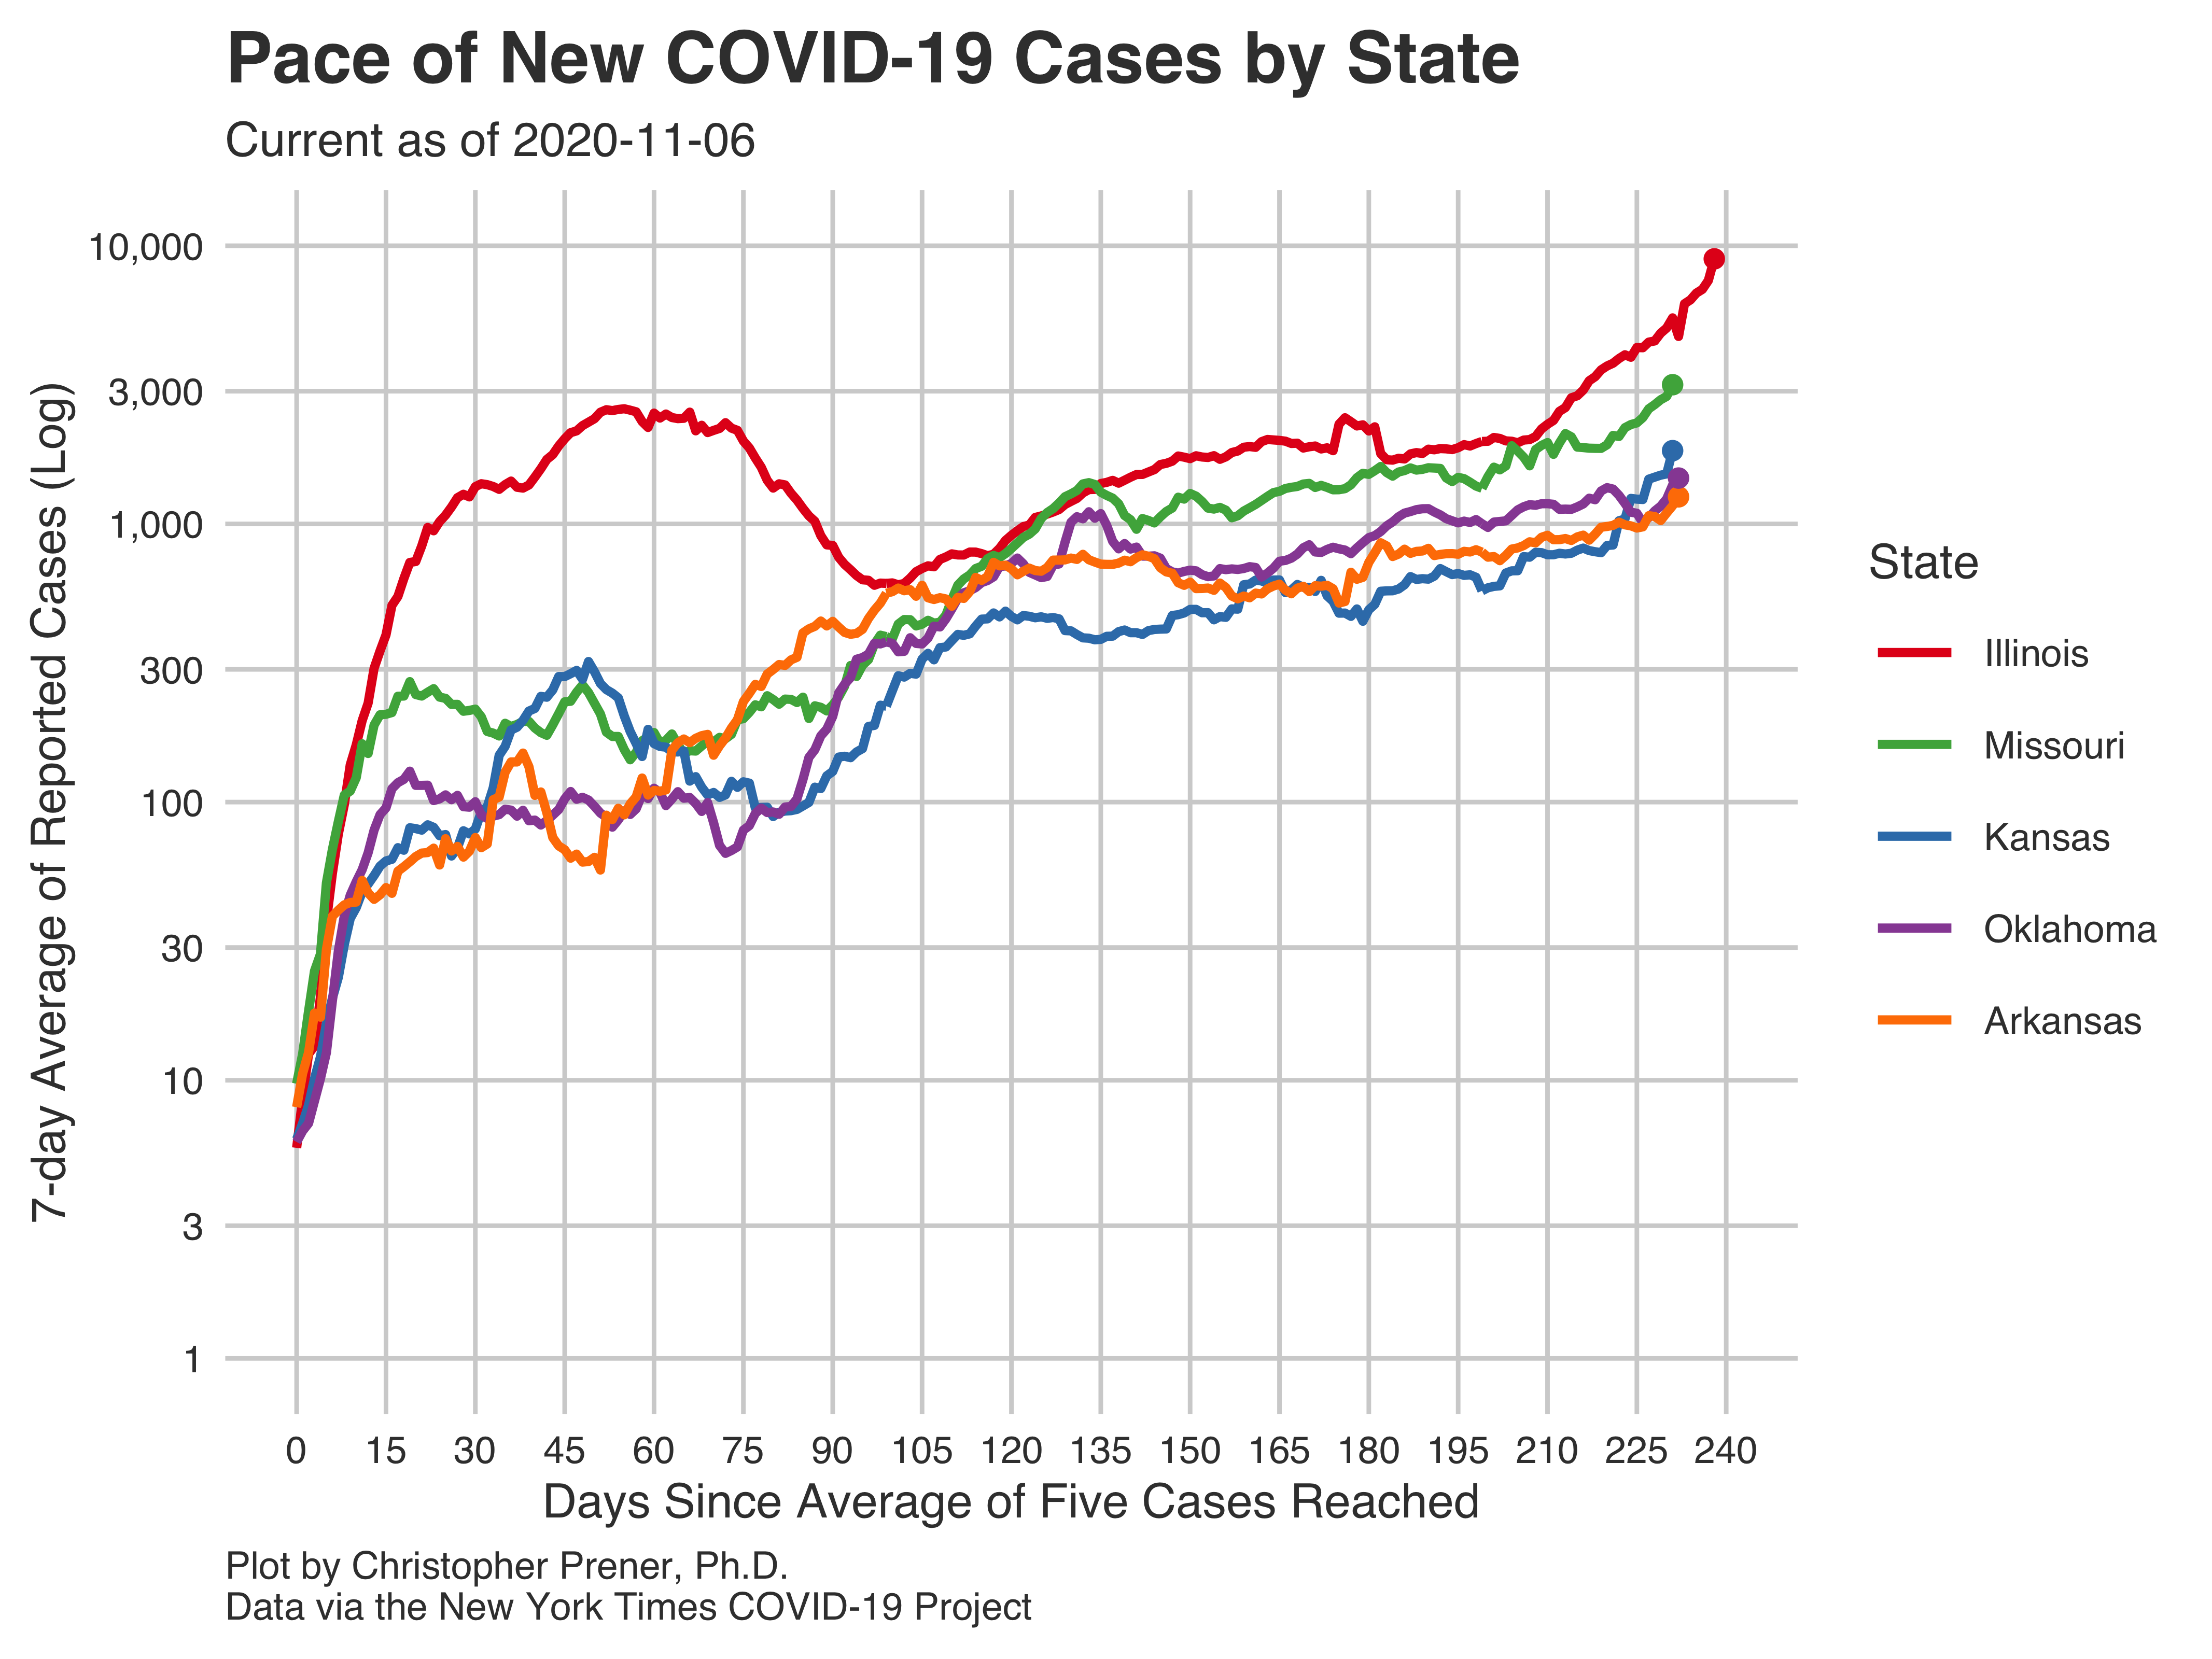 Pace of New COVID-19 Cases by State
Current as of 2020-11-06
7-day Average of Reported Cases (Log)
10,000
3,000
1,000
300
100
30
10
3
1
0 15 30 45 60 75 90 105 120 135 150 165 180 195 210 225 240
Days Since Average of Five Cases Reached
State
Illinois
Missouri
Kansas
Oklahoma
Arkansas
Plot by Christopher Prener, Ph.D.
Data via the New York Times COVID-19 Project